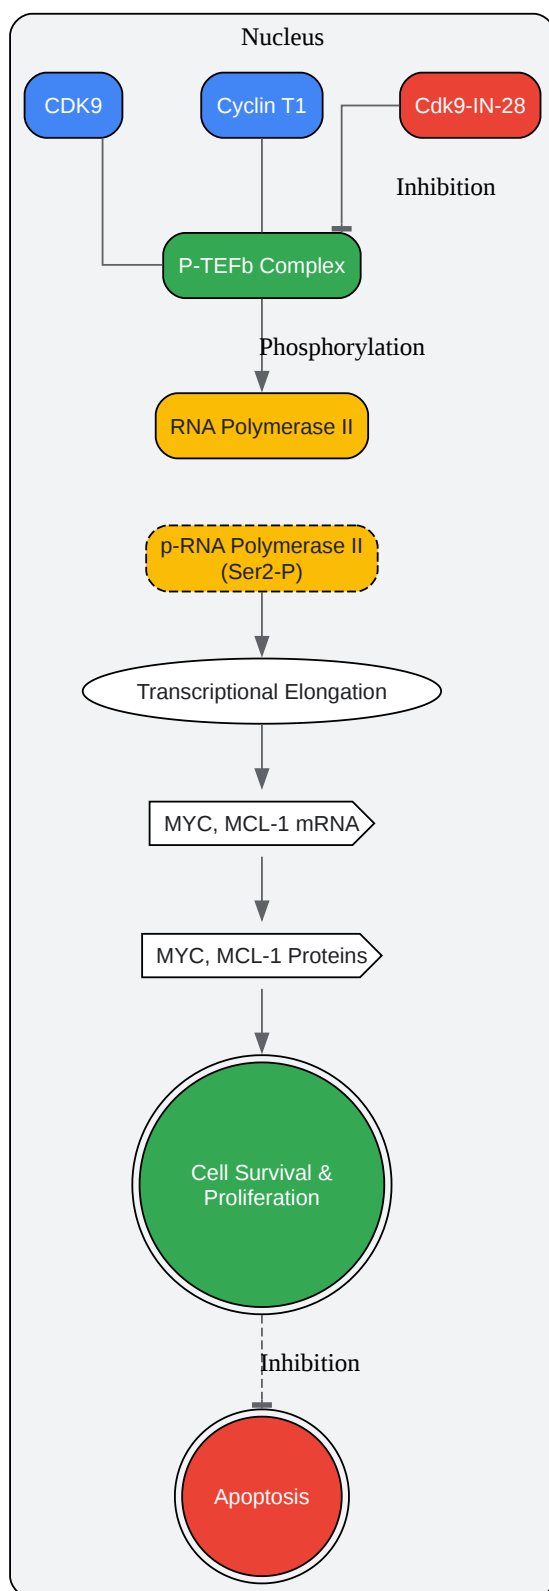 Nucleus
CDK9
Cyclin T1
Cdk9-IN-28
Inhibition
P-TEFb Complex
Phosphorylation
RNA Polymerase II
p-RNA Polymerase II
(Ser2-P)
Transcriptional Elongation
MYC, MCL-1 mRNA
MYC, MCL-1 Proteins
Cell Survival &
Proliferation
Inhibition
Apoptosis